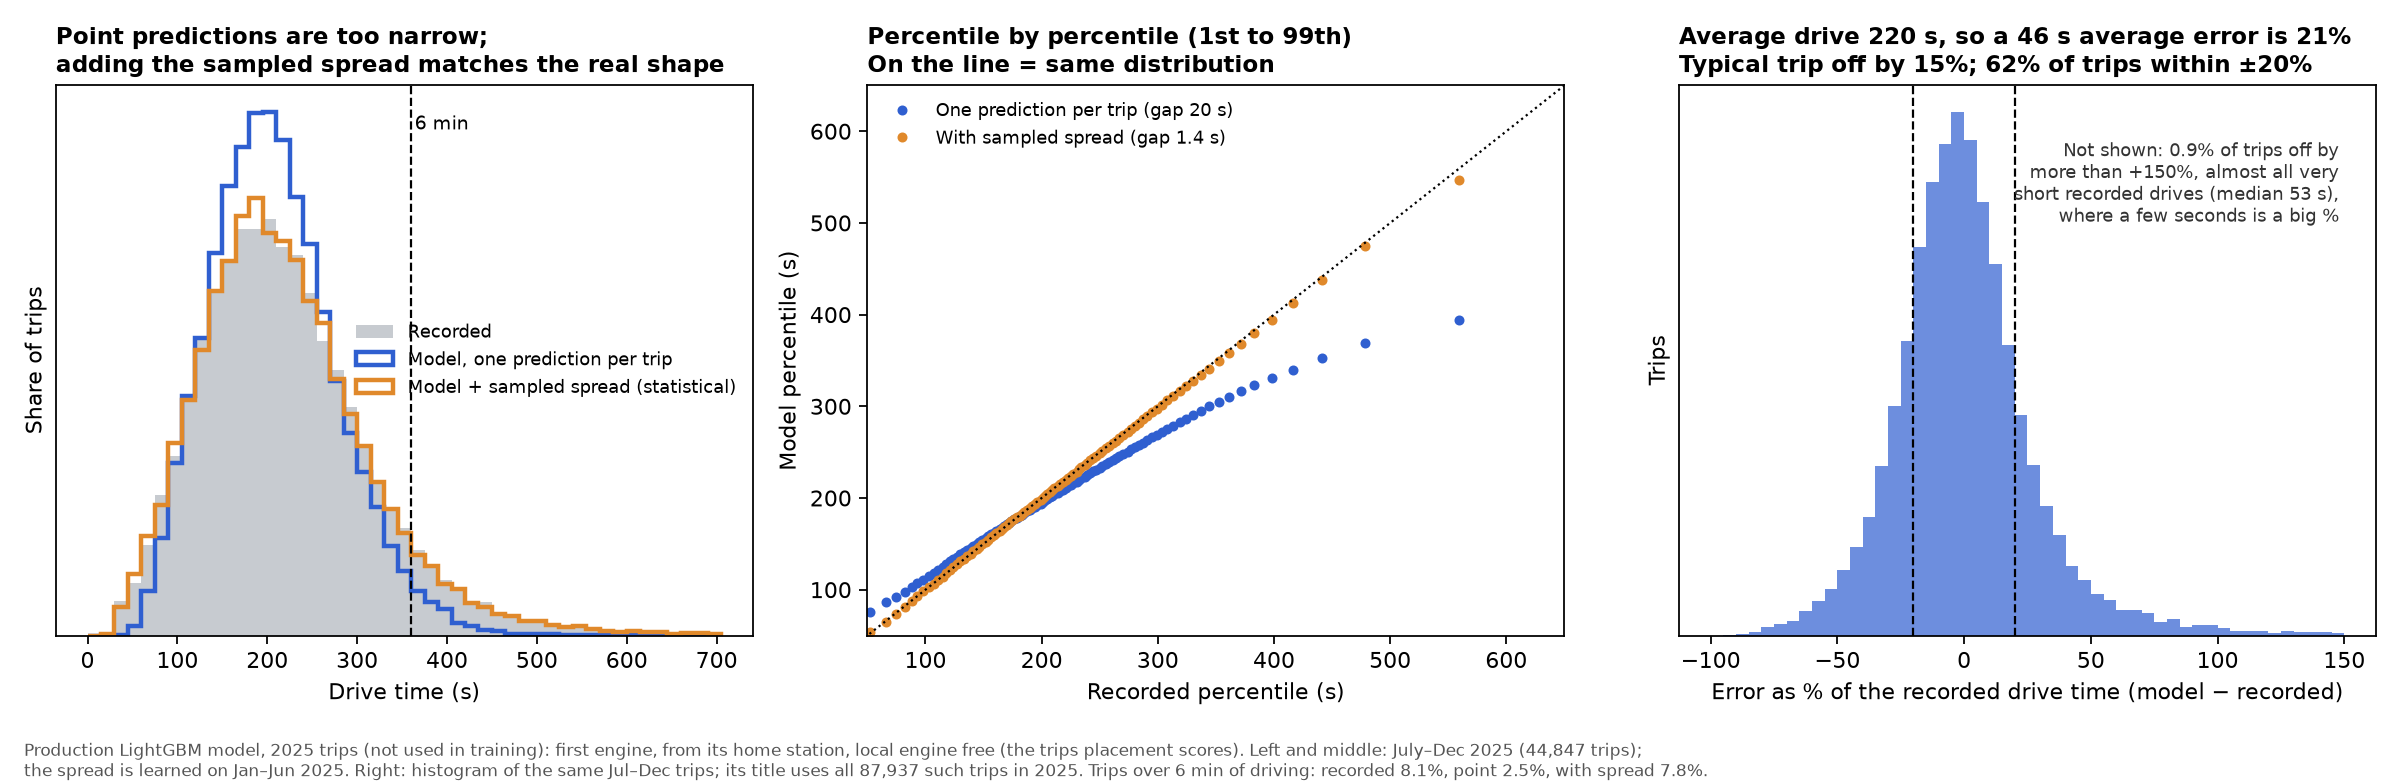 Point predictions are too narrow;
adding the sampled spread matches the real shape
6 min
Recorded
Model, one prediction per trip
Model + sampled spread (statistical)
Share of trips
0 100 200 300 400 500 600 700
Drive time (s)
Percentile by percentile (1st to 99th)
On the line = same distribution
One prediction per trip (gap 20 s)
With sampled spread (gap 1.4 s)
600
500
400
300
200
100
Model percentile (s)
100 200 300 400 500 600
Recorded percentile (s)
Average drive 220 s, so a 46 s average error is 21%
Typical trip off by 15%; 62% of trips within ±20%
Not shown: 0.9% of trips off by
more than +150%, almost all very
short recorded drives (median 53 s),
where a few seconds is a big %
Trips
−100 −50 0 50 100 150
Error as % of the recorded drive time (model − recorded)
Production LightGBM model, 2025 trips (not used in training): first engine, from its home station, local engine free (the trips placement scores). Left and middle: July–Dec 2025 (44,847 trips);
the spread is learned on Jan–Jun 2025. Right: histogram of the same Jul–Dec trips; its title uses all 87,937 such trips in 2025. Trips over 6 min of driving: recorded 8.1%, point 2.5%, with spread 7.8%.